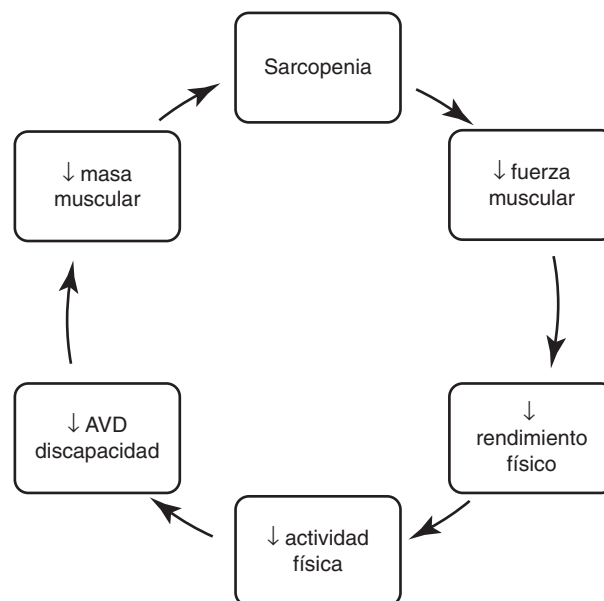 Sarcopenia
↓ fuerza
muscular
↓
rendimiento
físico
↓ actividad
física
↓ AVD
discapacidad
↓ masa
muscular